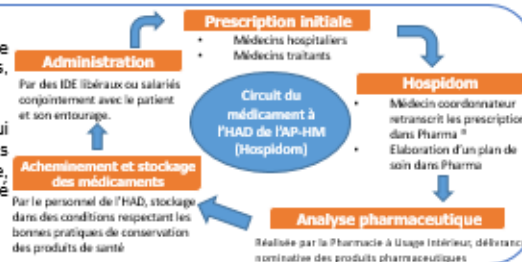 Prescription initiale
• Médecins hospitaliers
• Médecins traitants
Hospidom
• Médecin coordonnateur
retranscrit les prescription
dans Pharma ®
• Elaboration d'un plan de
soin dans Pharma
Analyse pharmaceutique
Réalisée par la Pharmacie à Usage Intérieur, délivranc
nominative des produits pharmaceutiques
Acheminement et stockage
des médicaments
Par le personnel de l'HAD, stockage
dans des conditions respectant les
bonnes pratiques de conservation
des produits de santé
Administration
Par des IDE libéraux ou salariés
conjointement avec le patient
et son entourage.
Circuit du
médicament à
l'HAD de l'AP-HM
(Hospidom)